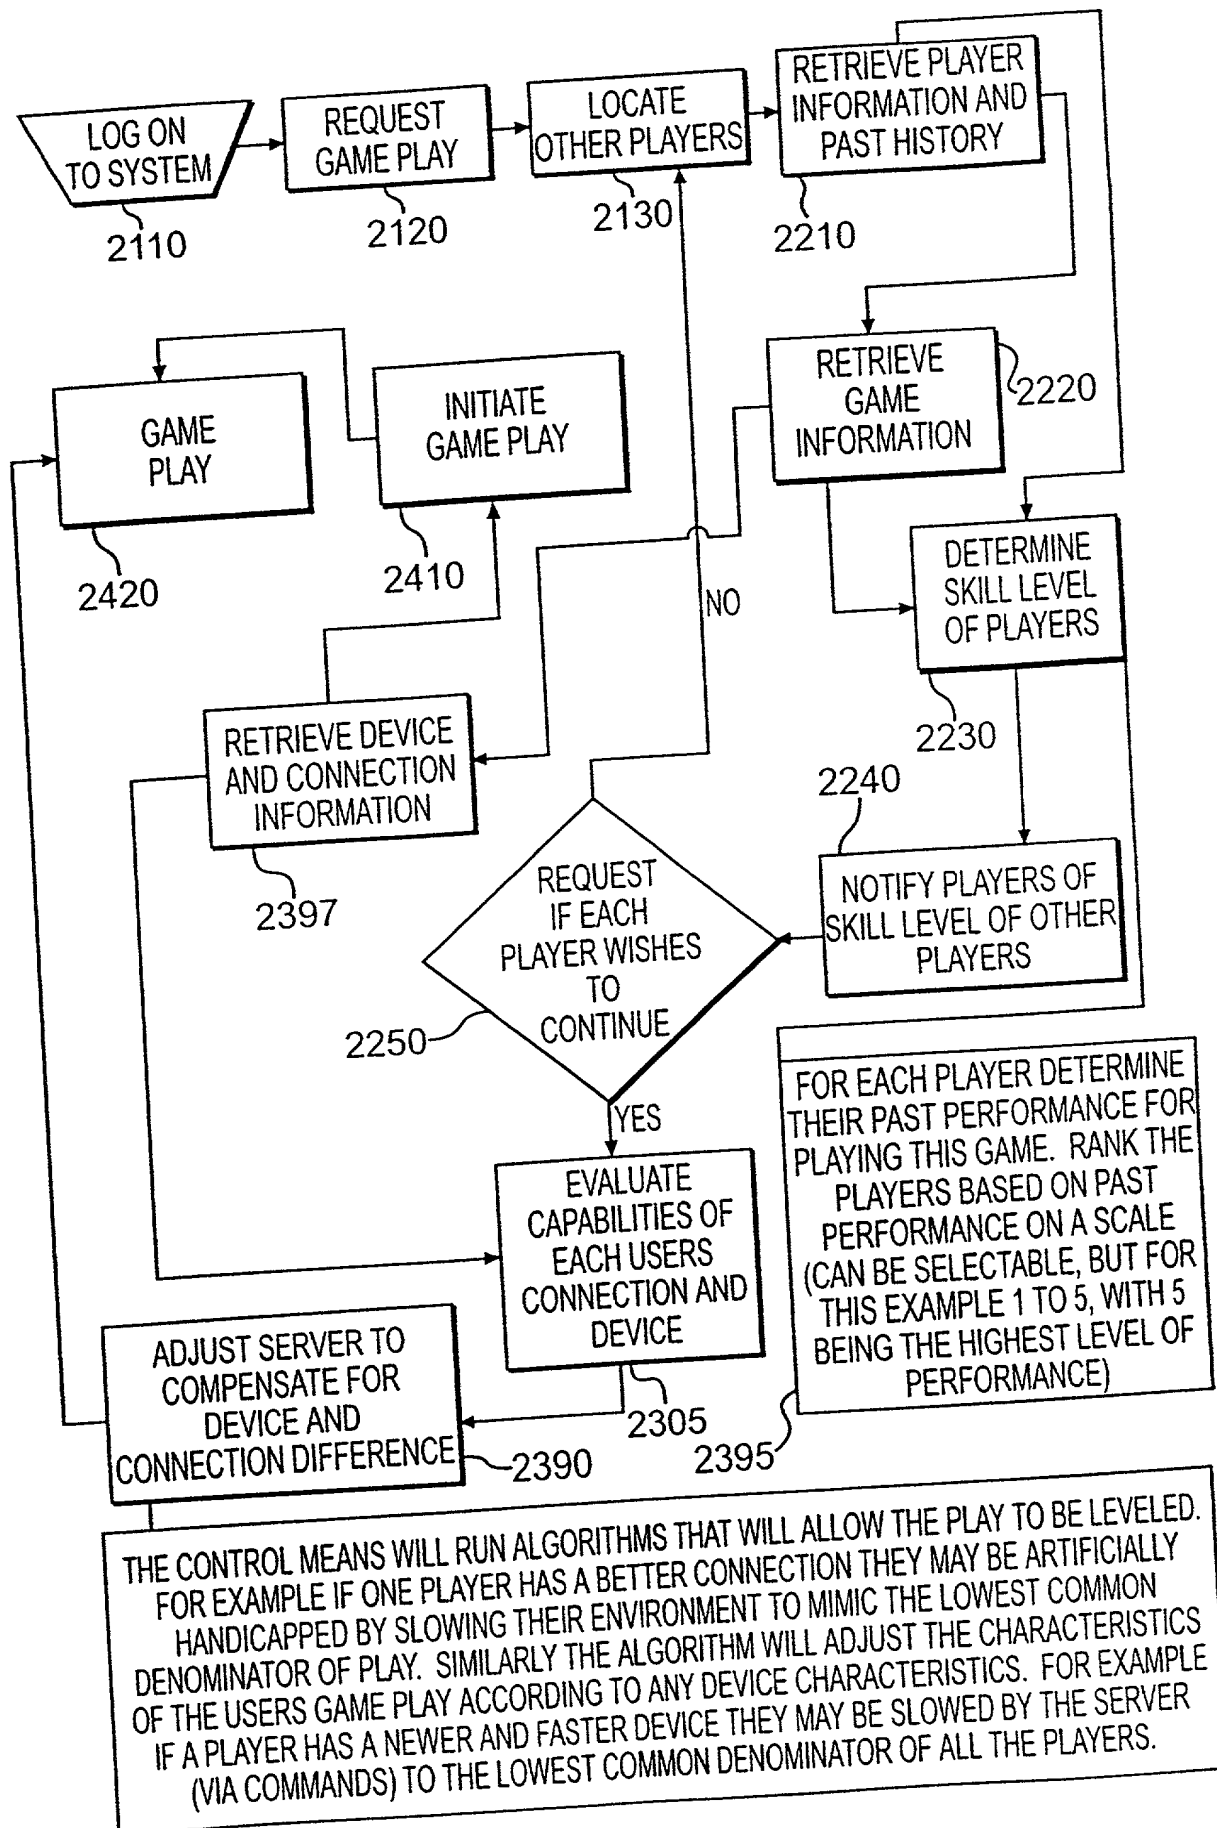 LOG ON
TO SYSTEM
2110
REQUEST
GAME PLAY
2120
LOCATE
OTHER PLAYERS
2130
RETRIEVE PLAYER
INFORMATION AND
PAST HISTORY
2210
RETRIEVE
GAME
INFORMATION
2220
GAME
PLAY
2420
INITIATE
GAME PLAY
2410
NO
DETERMINE
SKILL LEVEL
OF PLAYERS
2230
RETRIEVE DEVICE
AND CONNECTION
INFORMATION
2397
2240
NOTIFY PLAYERS OF
SKILL LEVEL OF OTHER
PLAYERS
REQUEST
IF EACH
PLAYER WISHES
TO
CONTINUE
2250
YES
FOR EACH PLAYER DETERMINE
THEIR PAST PERFORMANCE FOR
PLAYING THIS GAME. RANK THE
PLAYERS BASED ON PAST
PERFORMANCE ON A SCALE
(CAN BE SELECTABLE, BUT FOR
THIS EXAMPLE 1 TO 5, WITH 5
BEING THE HIGHEST LEVEL OF
PERFORMANCE)
2395
EVALUATE
CAPABILITIES OF
EACH USERS
CONNECTION AND
DEVICE
2305
ADJUST SERVER TO
COMPENSATE FOR
DEVICE AND
CONNECTION DIFFERENCE
2390
THE CONTROL MEANS WILL RUN ALGORITHMS THAT WILL ALLOW THE PLAY TO BE LEVELED.
FOR EXAMPLE IF ONE PLAYER HAS A BETTER CONNECTION THEY MAY BE ARTIFICIALLY
HANDICAPPED BY SLOWING THEIR ENVIRONMENT TO MIMIC THE LOWEST COMMON
DENOMINATOR OF PLAY. SIMILARLY THE ALGORITHM WILL ADJUST THE CHARACTERISTICS
OF THE USERS GAME PLAY ACCORDING TO ANY DEVICE CHARACTERISTICS. FOR EXAMPLE
IF A PLAYER HAS A NEWER AND FASTER DEVICE THEY MAY BE SLOWED BY THE SERVER
(VIA COMMANDS) TO THE LOWEST COMMON DENOMINATOR OF ALL THE PLAYERS.